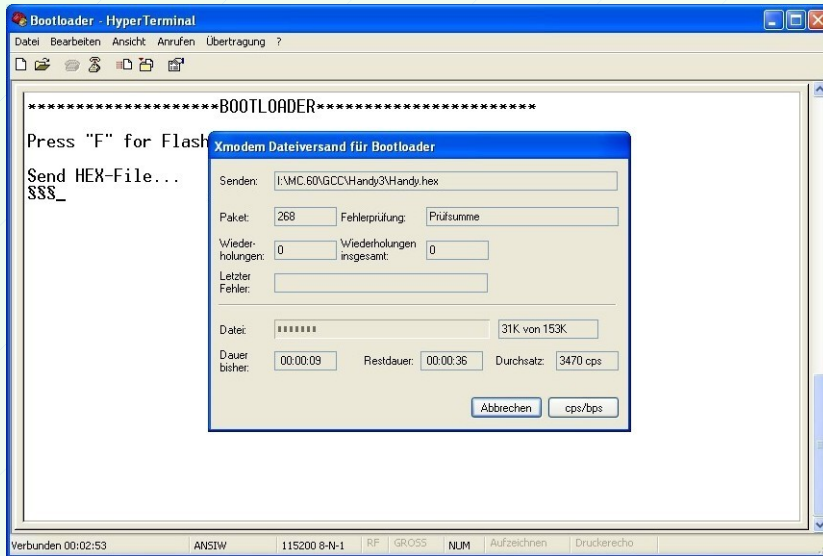 Bootloader - HyperTerminal
Datei Bearbeiten Ansicht Anrufen Übertragung ?
********************BOOTLOADER***********************
Press "F" for Flash
Send HEX-File...
§§§_
Xmodem Dateiversand für Bootloader
Senden: I:\MC.60\GCC\Handy3\Handy.hex
Paket: 268 Fehlerprüfung: Prüfsumme
Wieder-
holungen: 0 Wiederholungen
insgesamt: 0
Letzter
Fehler:
Datei: 31K von 153K
Dauer
bisher: 00:00:09 Restdauer: 00:00:36 Durchsatz: 3470 cps
Abbrechen cps/bps
Verbunden 00:02:53 ANSIW 115200 8-N-1 RF GROSS NUM Aufzeichnen Druckerecho